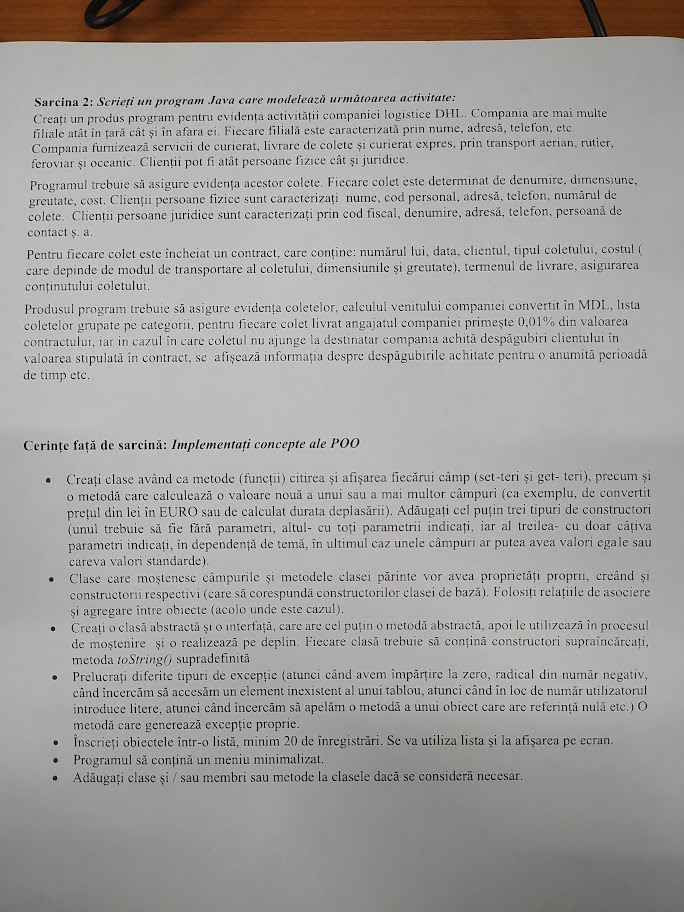 Sarcina 2: Scrieți un program Java care modelează următoarea activitate:
Creați un produs program pentru evidența activității companiei logistice DHL. Compania are mai multe
filiale atât în țară cât și în afara ei. Fiecare filială este caracterizată prin nume, adresă, telefon, etc.
Compania furnizează servicii de curierat, livrare de colete și curierat expres, prin transport aerian, rutier,
feroviar și oceanic. Clienții pot fi atât persoane fizice cât și juridice.
Programul trebuie să asigure evidența acestor colete. Fiecare colet este determinat de denumire, dimensiune,
greutate, cost. Clienții persoane fizice sunt caracterizați nume, cod personal, adresă, telefon, numărul de
colete. Clienții persoane juridice sunt caracterizați prin cod fiscal, denumire, adresă, telefon, persoană de
contact ș. a.
Pentru fiecare colet este încheiat un contract, care conține: numărul lui, data, clientul, tipul coletului, costul (
care depinde de modul de transportare al coletului, dimensiunile și greutate), termenul de livrare, asigurarea
conținutului coletului.
Produsul program trebuie să asigure evidența coletelor, calculul venitului companiei convertit în MDL, lista
coletelor grupate pe categorii, pentru fiecare colet livrat angajatul companiei primește 0,01% din valoarea
contractului, iar în cazul în care coletul nu ajunge la destinatar compania achită despăgubiri clientului în
valoarea stipulată în contract, se afișează informația despre despăgubirile achitate pentru o anumită perioadă
de timp etc.
Cerințe față de sarcină: Implementați concepte ale POO
• Creați clase având ca metode (funcții) citirea și afișarea fiecărui câmp (set-teri și get- teri), precum și
o metodă care calculează o valoare nouă a unui sau a mai multor câmpuri (ca exemplu, de convertit
prețul din lei în EURO sau de calculat durata deplasării). Adăugați cel puțin trei tipuri de constructori
(unul trebuie să fie fără parametri, altul- cu toți parametrii indicați, iar al treilea- cu doar câțiva
parametri indicați, în dependență de temă, în ultimul caz unele câmpuri ar putea avea valori egale sau
careva valori standarde).
• Clase care moștenesc câmpurile și metodele clasei părinte vor avea proprietăți proprii, creând și
constructorii respectivi (care să corespundă constructorilor clasei de bază). Folosiți relațiile de asociere
și agregare între obiecte (acolo unde este cazul).
• Creați o clasă abstractă și o interfață, care are cel puțin o metodă abstractă, apoi le utilizează în procesul
de moștenire și o realizează pe deplin. Fiecare clasă trebuie să conțină constructori supraîncărcați,
metoda toString() supradefinită
• Prelucrați diferite tipuri de excepție (atunci când avem împărțire la zero, radical din număr negativ,
când încercăm să accesăm un element inexistent al unui tablou, atunci când în loc de număr utilizatorul
introduce litere, atunci când încercăm să apelăm o metodă a unui obiect care are referință nulă etc.) O
metodă care generează excepție proprie.
• Înscrieți obiectele într-o listă, minim 20 de înregistrări. Se va utiliza lista și la afișarea pe ecran.
• Programul să conțină un meniu minimalizat.
• Adăugați clase și / sau membri sau metode la clasele dacă se consideră necesar.